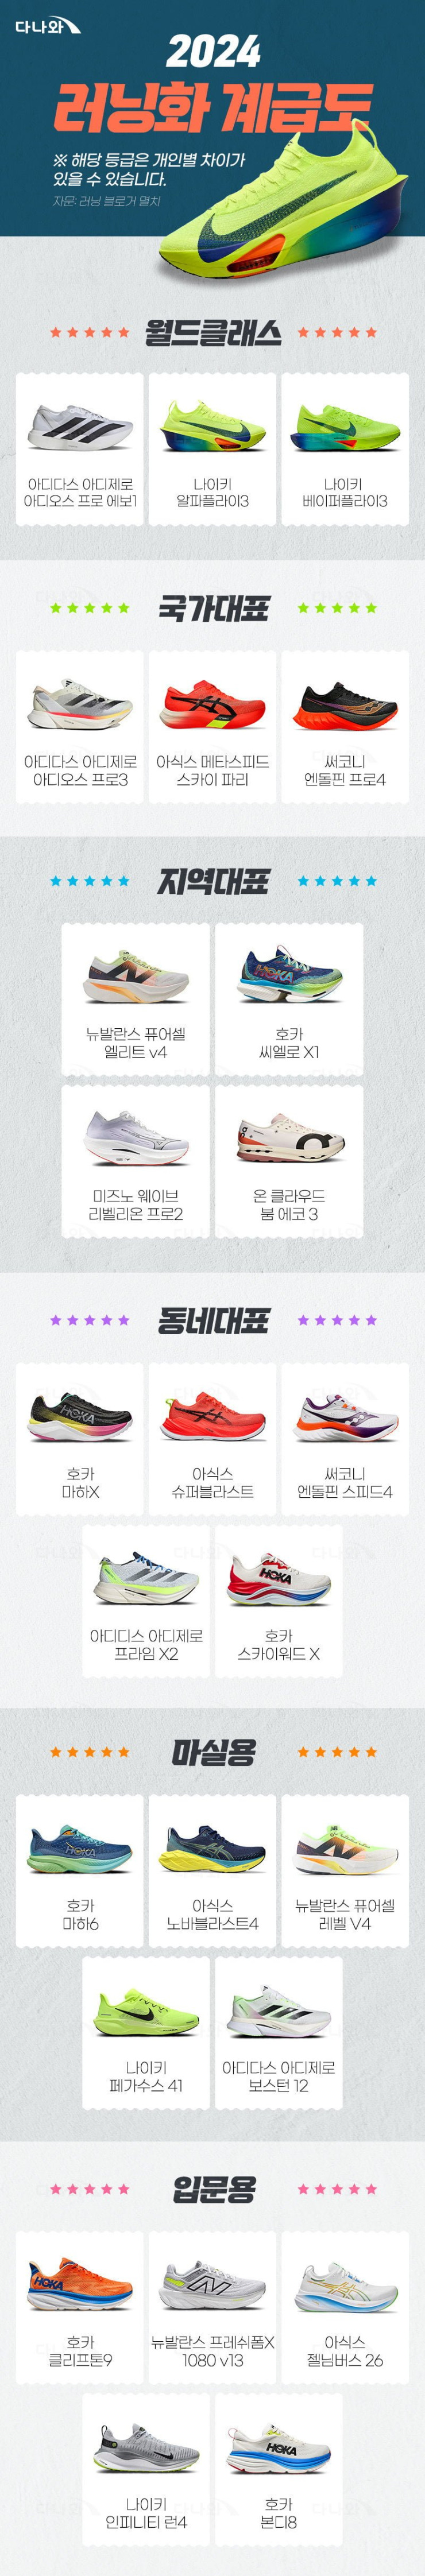 다나와
2024
러닝화 계급도
※ 해당 등급은 개인별 차이가
있을 수 있습니다.
자문: 러닝 블로거 멸치
월드클래스
아디다스 아디제로
아디오스 프로 에보1
나이키
알파플라이3
나이키
베이퍼플라이3
국가대표
아디다스 아디제로
아디오스 프로3
아식스 메타스피드
스카이 파리
써코니
엔돌핀 프로4
지역대표
뉴발란스 퓨어셀
엘리트 v4
호카
씨엘로 X1
미즈노 웨이브
리벨리온 프로2
온 클라우드
붐 에코 3
동네대표
호카
마하X
아식스
슈퍼블라스트
써코니
엔돌핀 스피드4
아디디스 아디제로
프라임 X2
호카
스카이워드 X
마실용
호카
마하6
아식스
노바블라스트4
뉴발란스 퓨어셀
레벨 V4
나이키
페가수스 41
아디다스 아디제로
보스턴 12
입문용
호카
클리프톤9
뉴발란스 프레쉬폼X
1080 v13
아식스
젤님버스 26
나이키
인피니티 런4
호카
본디8